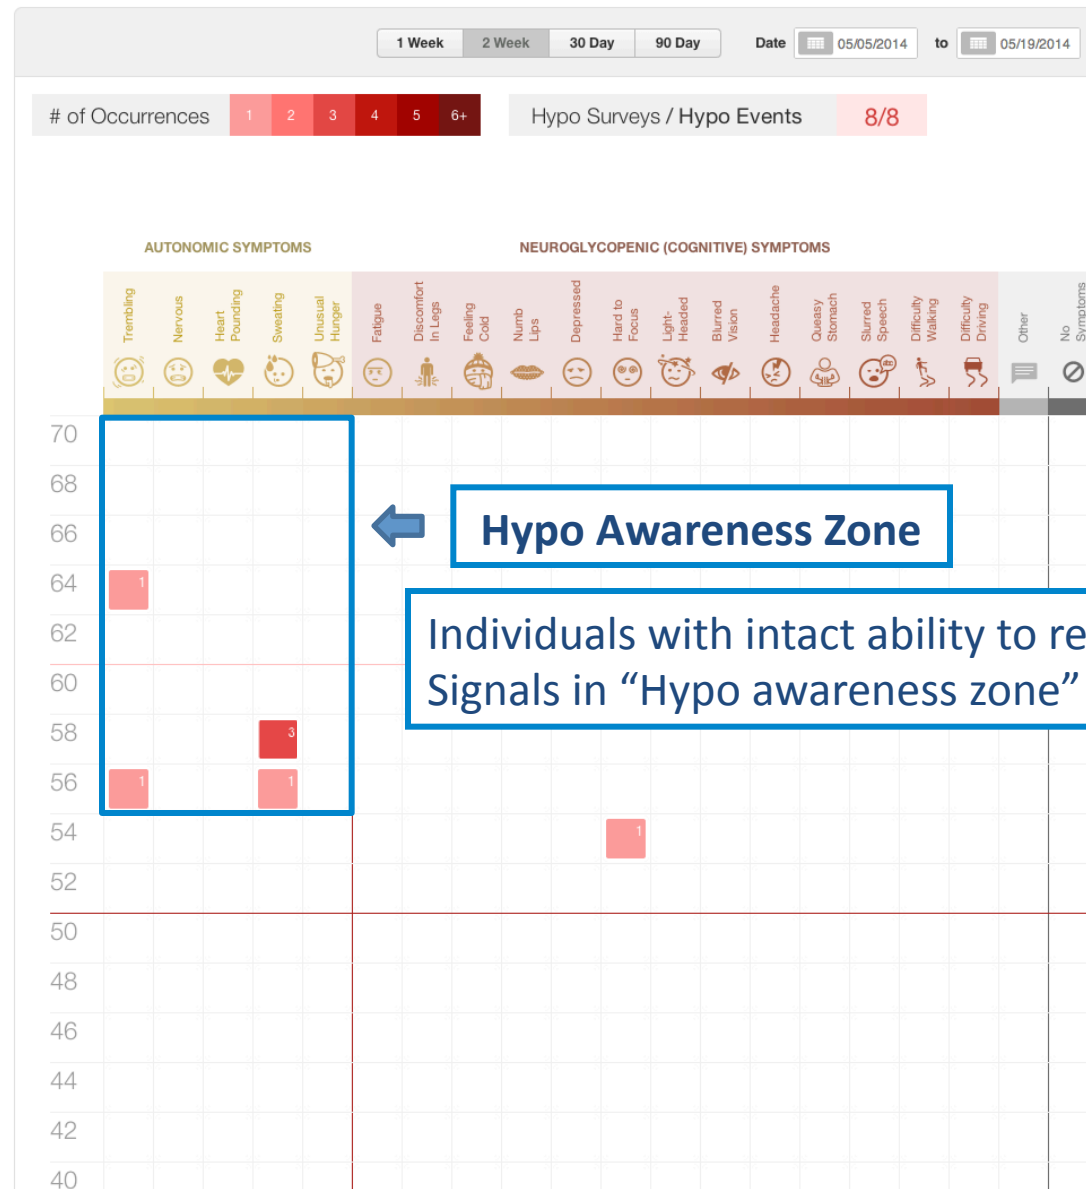 1 Week 2 Week 30 Day 90 Day Date 05/05/2014 to 05/19/2014
# of Occurrences 1 2 3 4 5 6+ Hypo Surveys / Hypo Events 8/8
AUTONOMIC SYMPTOMS NEUROGLYCOPENIC (COGNITIVE) SYMPTOMS
Trembling
Nervous
Heart
Pounding
Sweating
Unusual
Hunger
Fatigue
Discomfort
In Legs
Feeling
Cold
Numb
Lips
Depressed
Hard to
Focus
Light-
Headed
Blurred
Vision
Headache
Queasy
Stomach
Slurred
Speech
Difficulty
Walking
Difficulty
Driving
Other
No
Symptoms
abc
70
68
66
Hypo Awareness Zone
64 1
62
Individuals with intact ability to re
60
Signals in “Hypo awareness zone”
58 3
56 1 1
54 1
52
50
48
46
44
42
40